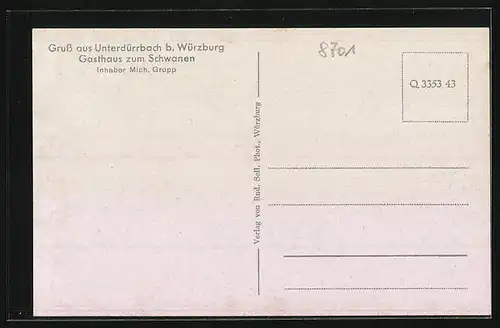 Gruß aus Unterdürrbach b. Würzburg
Gasthaus zum Schwanen
Inhaber Mich. Gropp
8701
Q 3353 43
Verlag von Rud. Sell, Phot., Würzburg